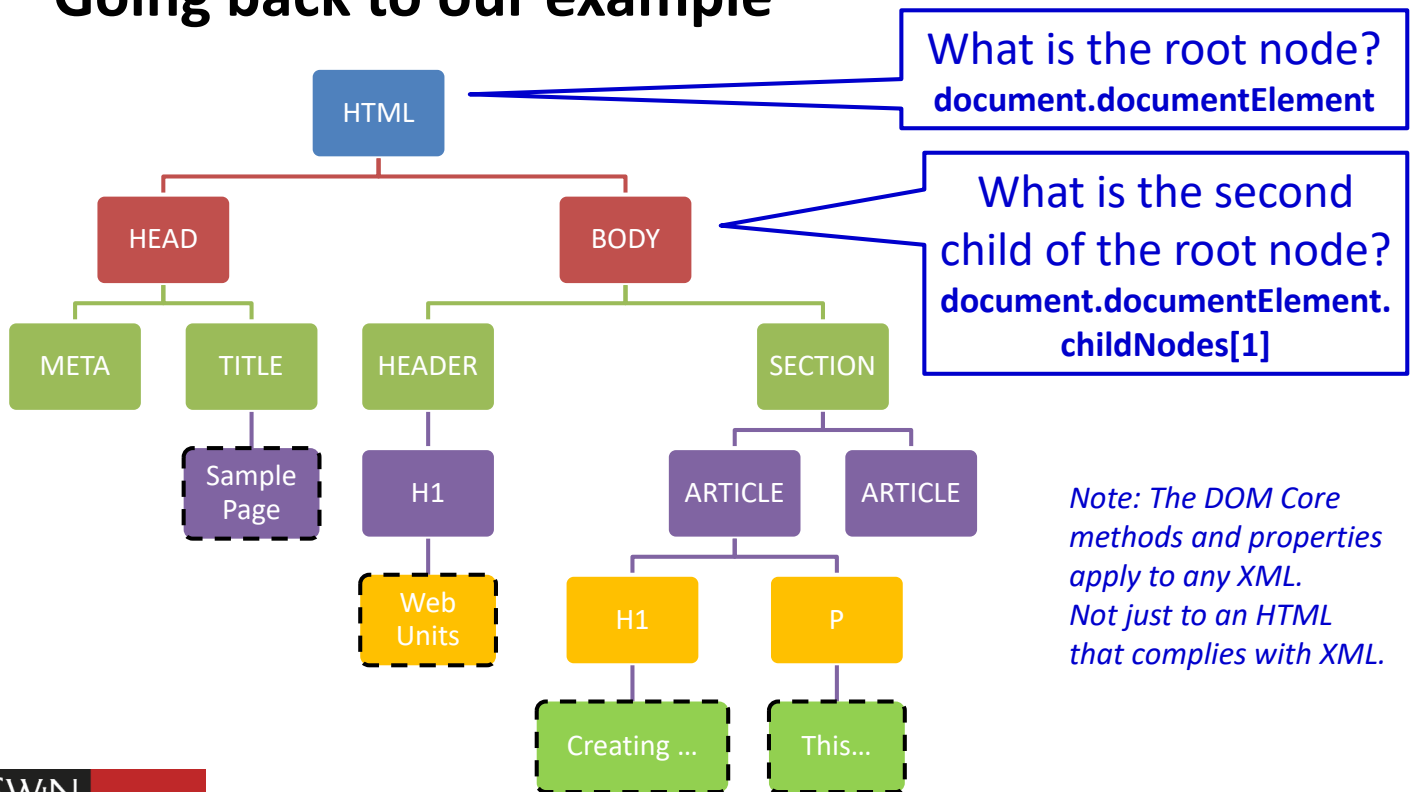 Going back to our example
What is the root node?
document.documentElement
HTML
What is the second
child of the root node?
document.documentElement.
childNodes[1]
HEAD
BODY
META
TITLE
HEADER
SECTION
Sample
Page
H1
ARTICLE
ARTICLE
Note: The DOM Core
methods and properties
apply to any XML.
Not just to an HTML
that complies with XML.
Web
Units
H1
P
Creating ...
This...